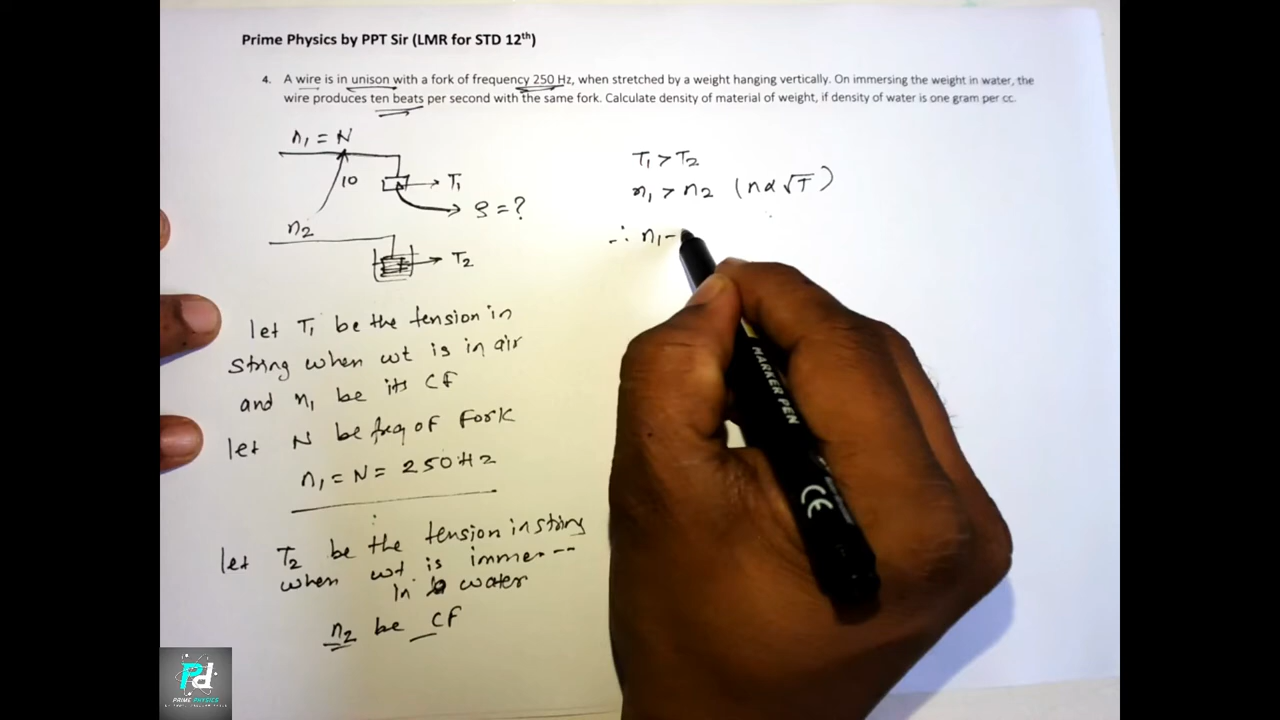 Prime Physics by PPT Sir (LMR for STD 12th)
4. A wire is in unison with a fork of frequency 250 Hz, when stretched by a weight hanging vertically. On immersing the weight in water, the
wire produces ten beats per second with the same fork. Calculate density of material of weight, if density of water is one gram per cc.
n₁ = N
10
T₁
ρ = ?
n₂
T₂
let T₁ be the tension in
string when wt is in air
and n₁ be its CF
let N be freq of Fork
n₁ = N = 250 Hz
let T₂ be the tension in string
when wt is immer---
In water
n₂ be CF
T₁ > T₂
n₁ > n₂ (n α √T)
∴ n₁ -
MARKER PEN
CE
Pd
PRIME PHYSICS